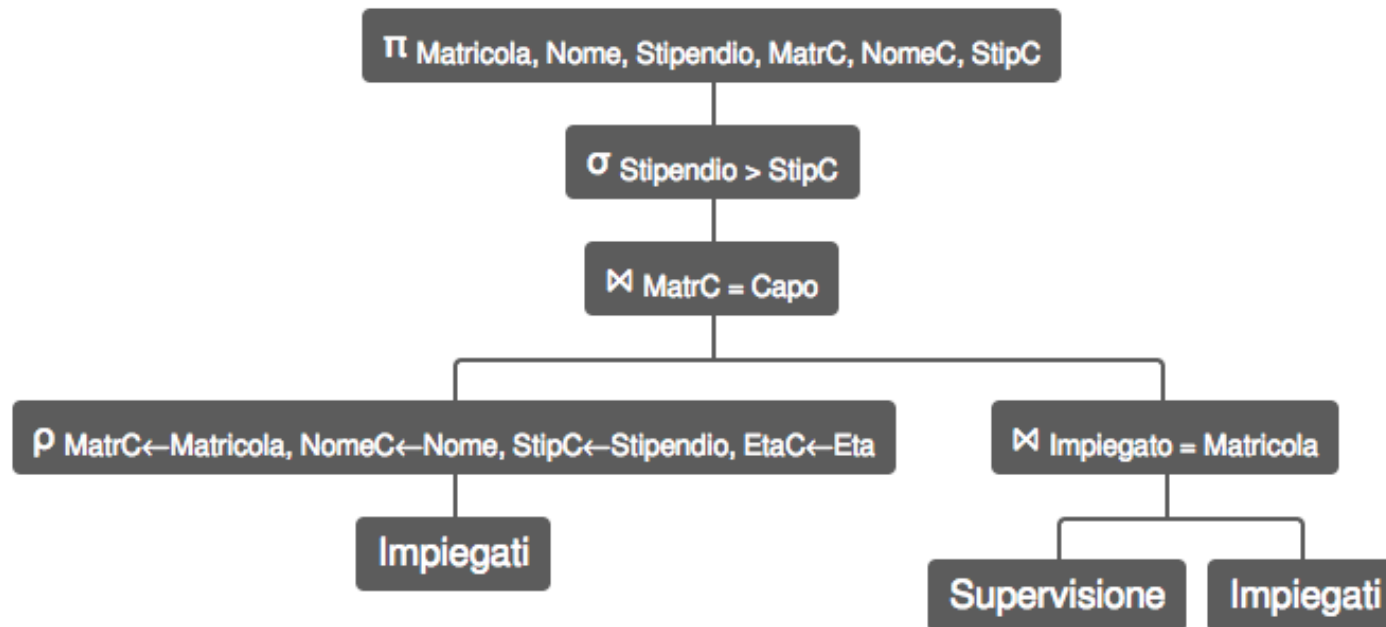 π Matricola, Nome, Stipendio, MatrC, NomeC, StipC
σ Stipendio > StipC
⋈ MatrC = Capo
ρ MatrC←Matricola, NomeC←Nome, StipC←Stipendio, EtaC←Eta
⋈ Impiegato = Matricola
Impiegati
Supervisione
Impiegati